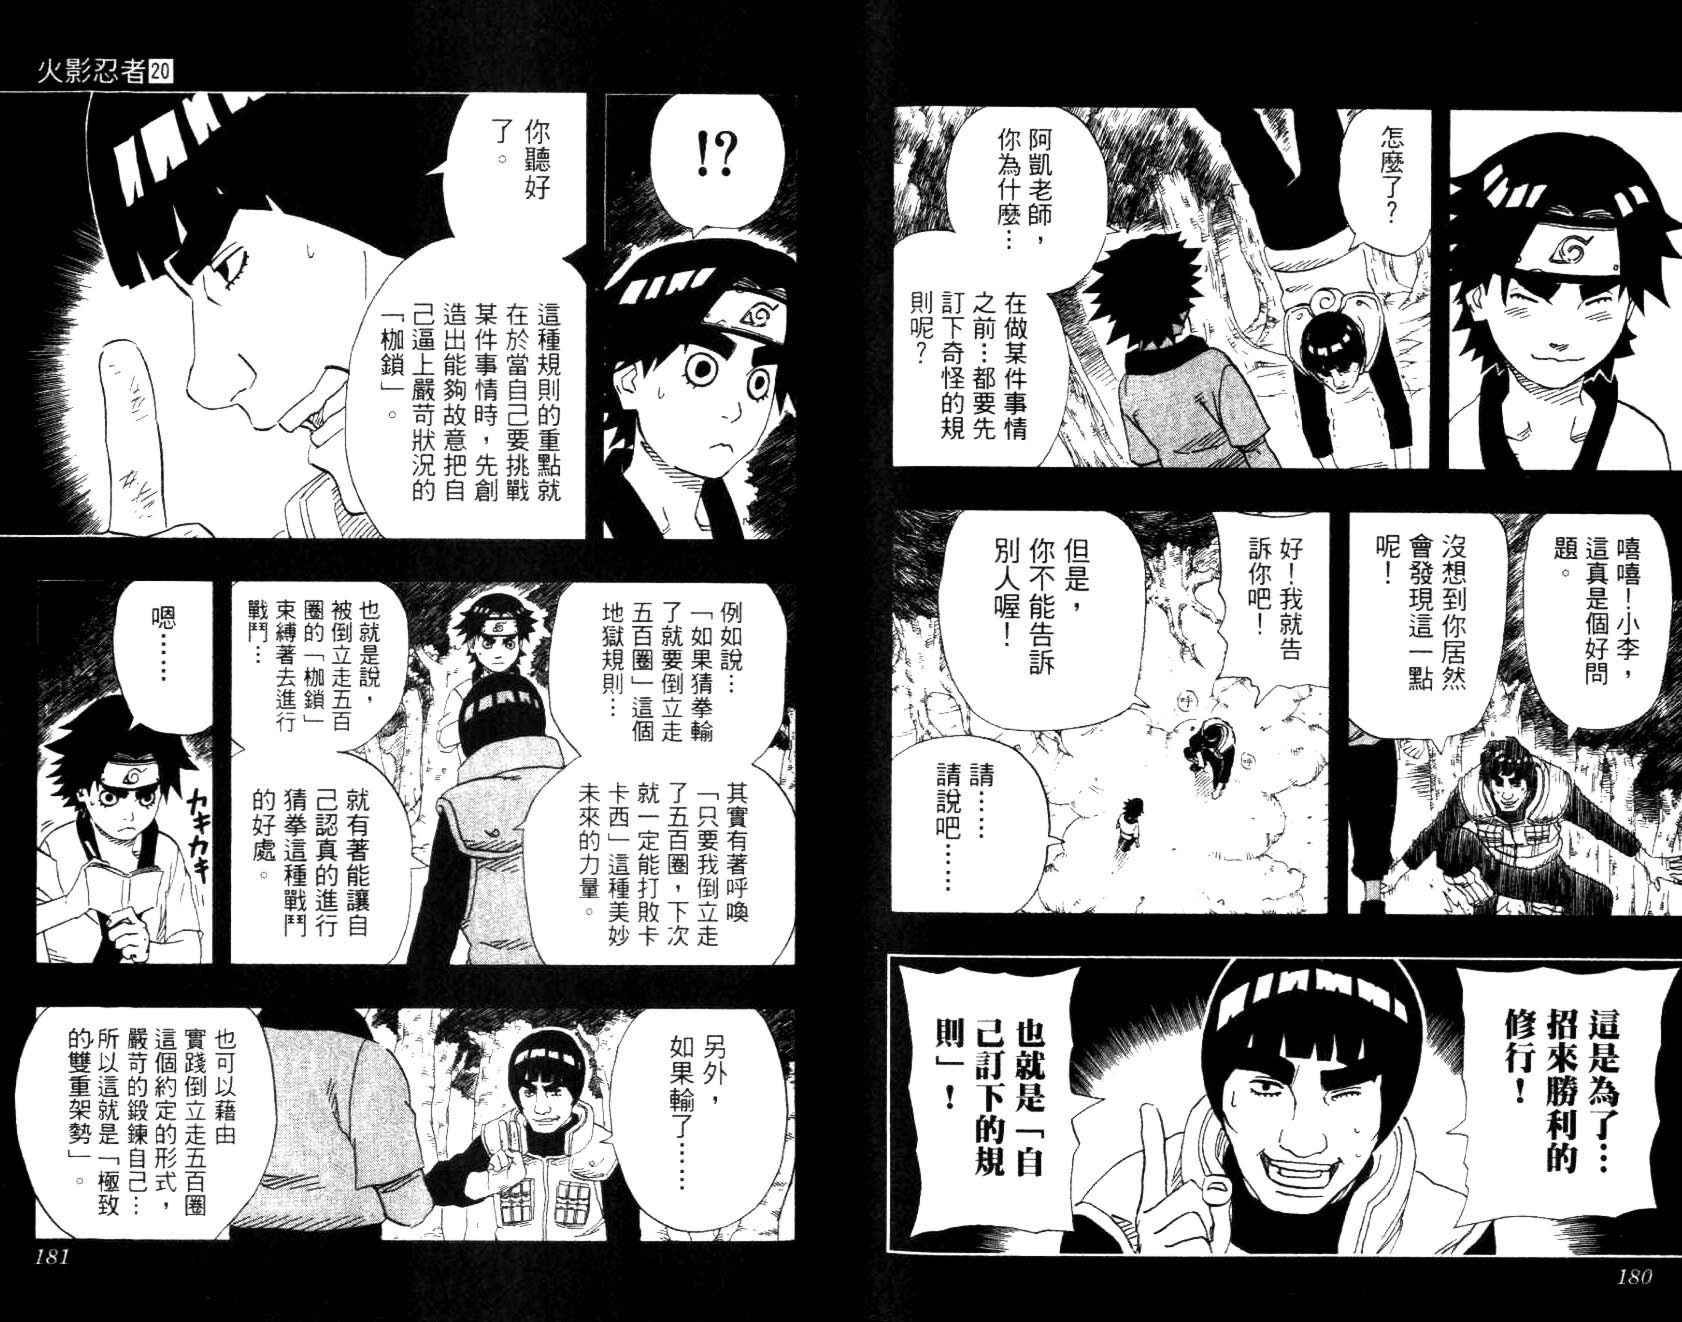 怎麼了?
阿凱老師，
你為什麼…
在做某件事情
之前…都要先
訂下奇怪的規
則呢?
嘻嘻!小李，
這真是個好問
題。
沒想到你居然
會發現這一點
呢!
好!我就告
訴你吧!
但是，
你不能告訴
別人喔!
請……
請說吧……
這是為了…
招來勝利的
修行!
也就是「自
己訂下的規
則」!
180
火影忍者20
!?
你聽好
了。
這種規則的重點就
在於當自己要挑戰
某件事情時，先創
造出能夠故意把自
己逼上嚴苛狀況的
「枷鎖」。
例如說…
「如果猜拳輸
了就要倒立走
五百圈」這個
地獄規則…
其實有著呼喚
「只要我倒立走
了五百圈，下次
就一定能打敗卡
卡西」這種美妙
未來的力量。
也就是說，
被倒立走五百
圈的「枷鎖」
束縛著去進行
戰鬥…
就有著能讓自
己認真的進行
猜拳這種戰鬥
的好處。
嗯……
カキカキ
另外，
如果輸了……
也可以藉由
實踐倒立走五百圈
這個約定的形式，
嚴苛的鍛鍊自己…
所以這就是「極致
的雙重架勢」。
181